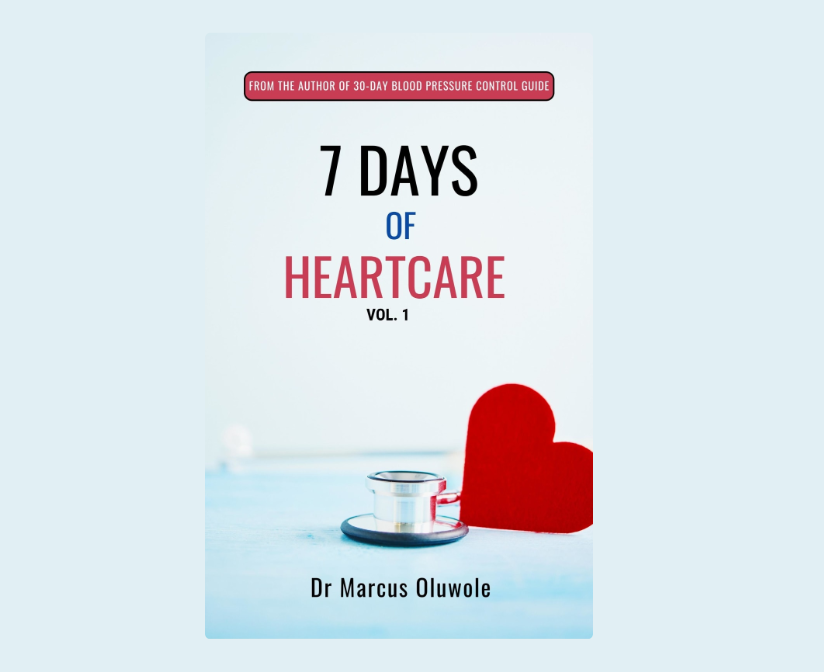 FROM THE AUTHOR OF 30-DAY BLOOD PRESSURE CONTROL GUIDE
7 DAYS
OF
HEARTCARE
VOL. 1
Dr Marcus Oluwole